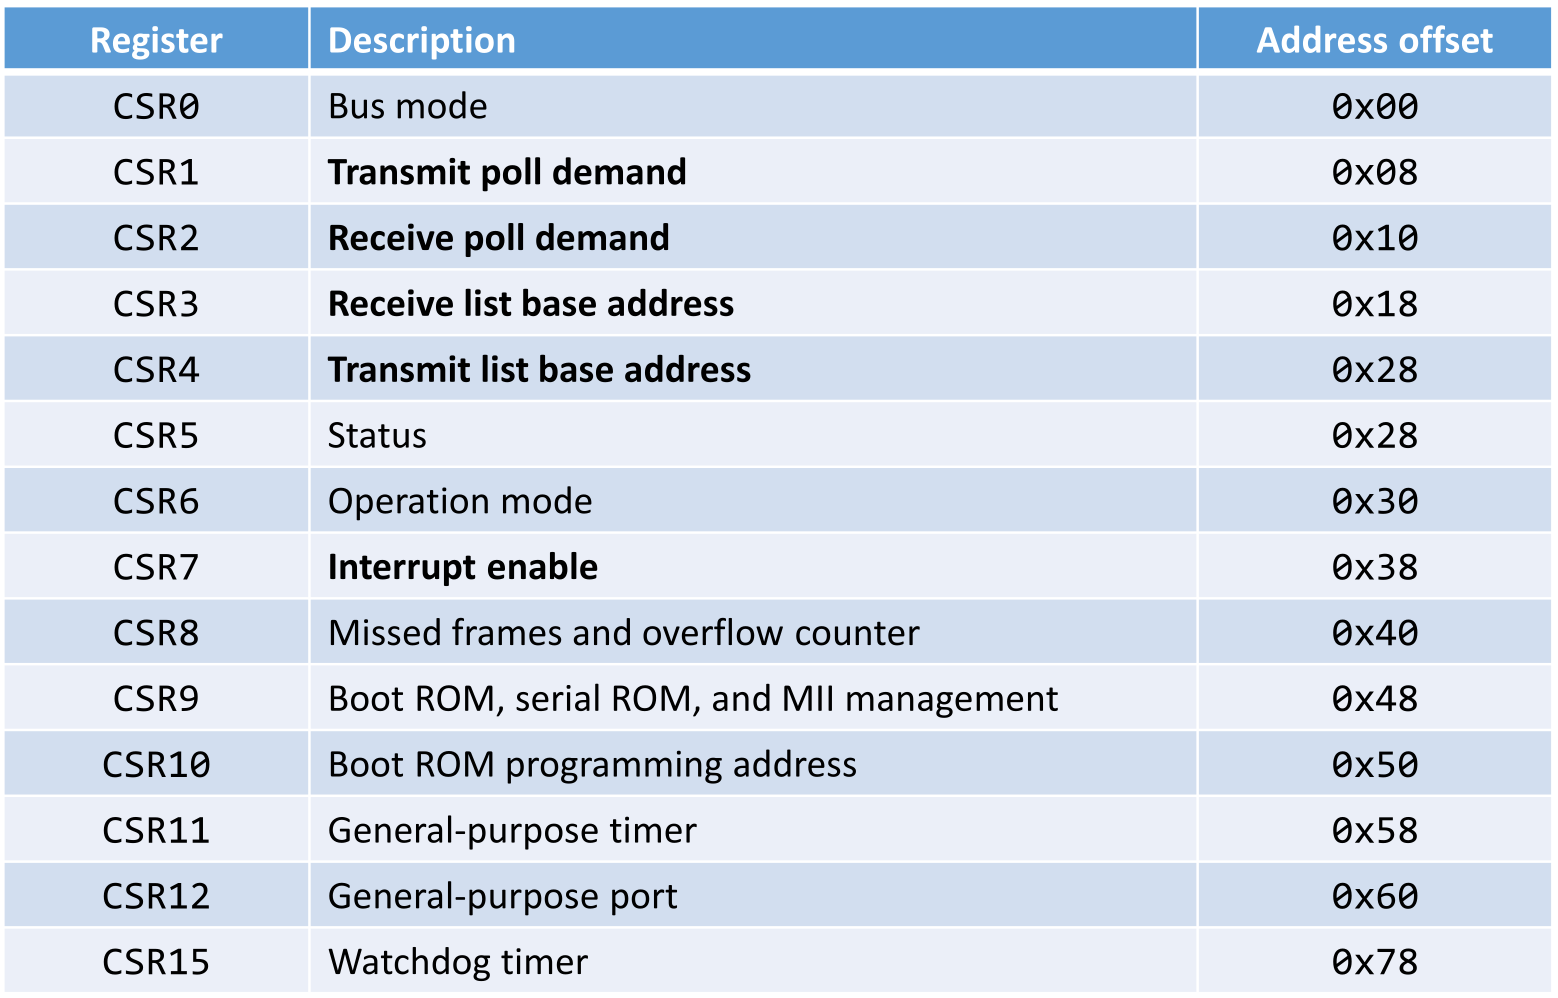 Register Description Address offset
CSR0 Bus mode 0x00
CSR1 Transmit poll demand 0x08
CSR2 Receive poll demand 0x10
CSR3 Receive list base address 0x18
CSR4 Transmit list base address 0x28
CSR5 Status 0x28
CSR6 Operation mode 0x30
CSR7 Interrupt enable 0x38
CSR8 Missed frames and overflow counter 0x40
CSR9 Boot ROM, serial ROM, and MII management 0x48
CSR10 Boot ROM programming address 0x50
CSR11 General-purpose timer 0x58
CSR12 General-purpose port 0x60
CSR15 Watchdog timer 0x78